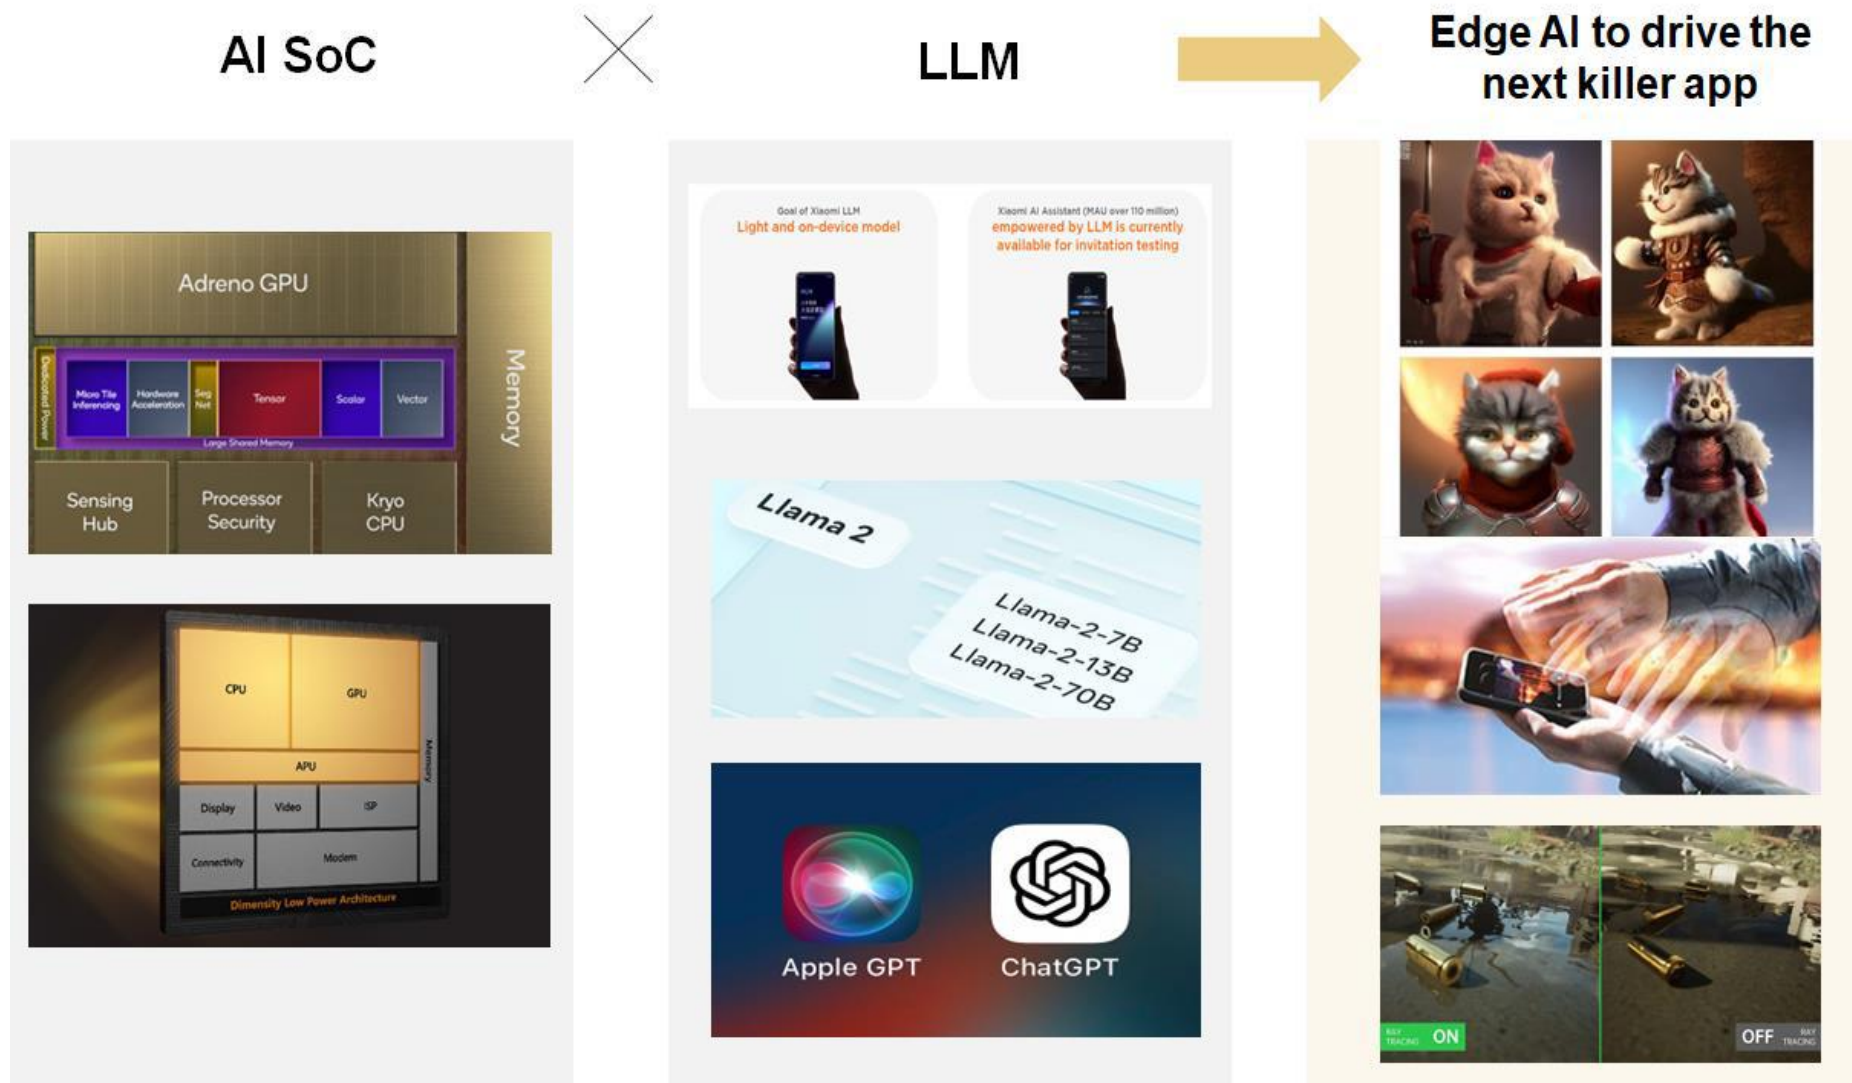 AI SoC
LLM
Edge AI to drive the
next killer app
Adreno GPU
Memory
Dedicated Power
Micro Tile
Inferencing
Hardware
Acceleration
Seg
Net
Tensor
Scalar
Vector
Large Shared Memory
Sensing
Hub
Processor
Security
Kryo
CPU
CPU
GPU
APU
Memory
Display
Video
ISP
Connectivity
Modem
Dimensity Low Power Architecture
Goal of Xiaomi LLM
Light and on-device model
Xiaomi AI Assistant (MAU over 110 million)
empowered by LLM is currently
available for invitation testing
Llama 2
Llama-2-7B
Llama-2-13B
Llama-2-70B
Apple GPT
ChatGPT
RAY
TRACING
ON
OFF
RAY
TRACING